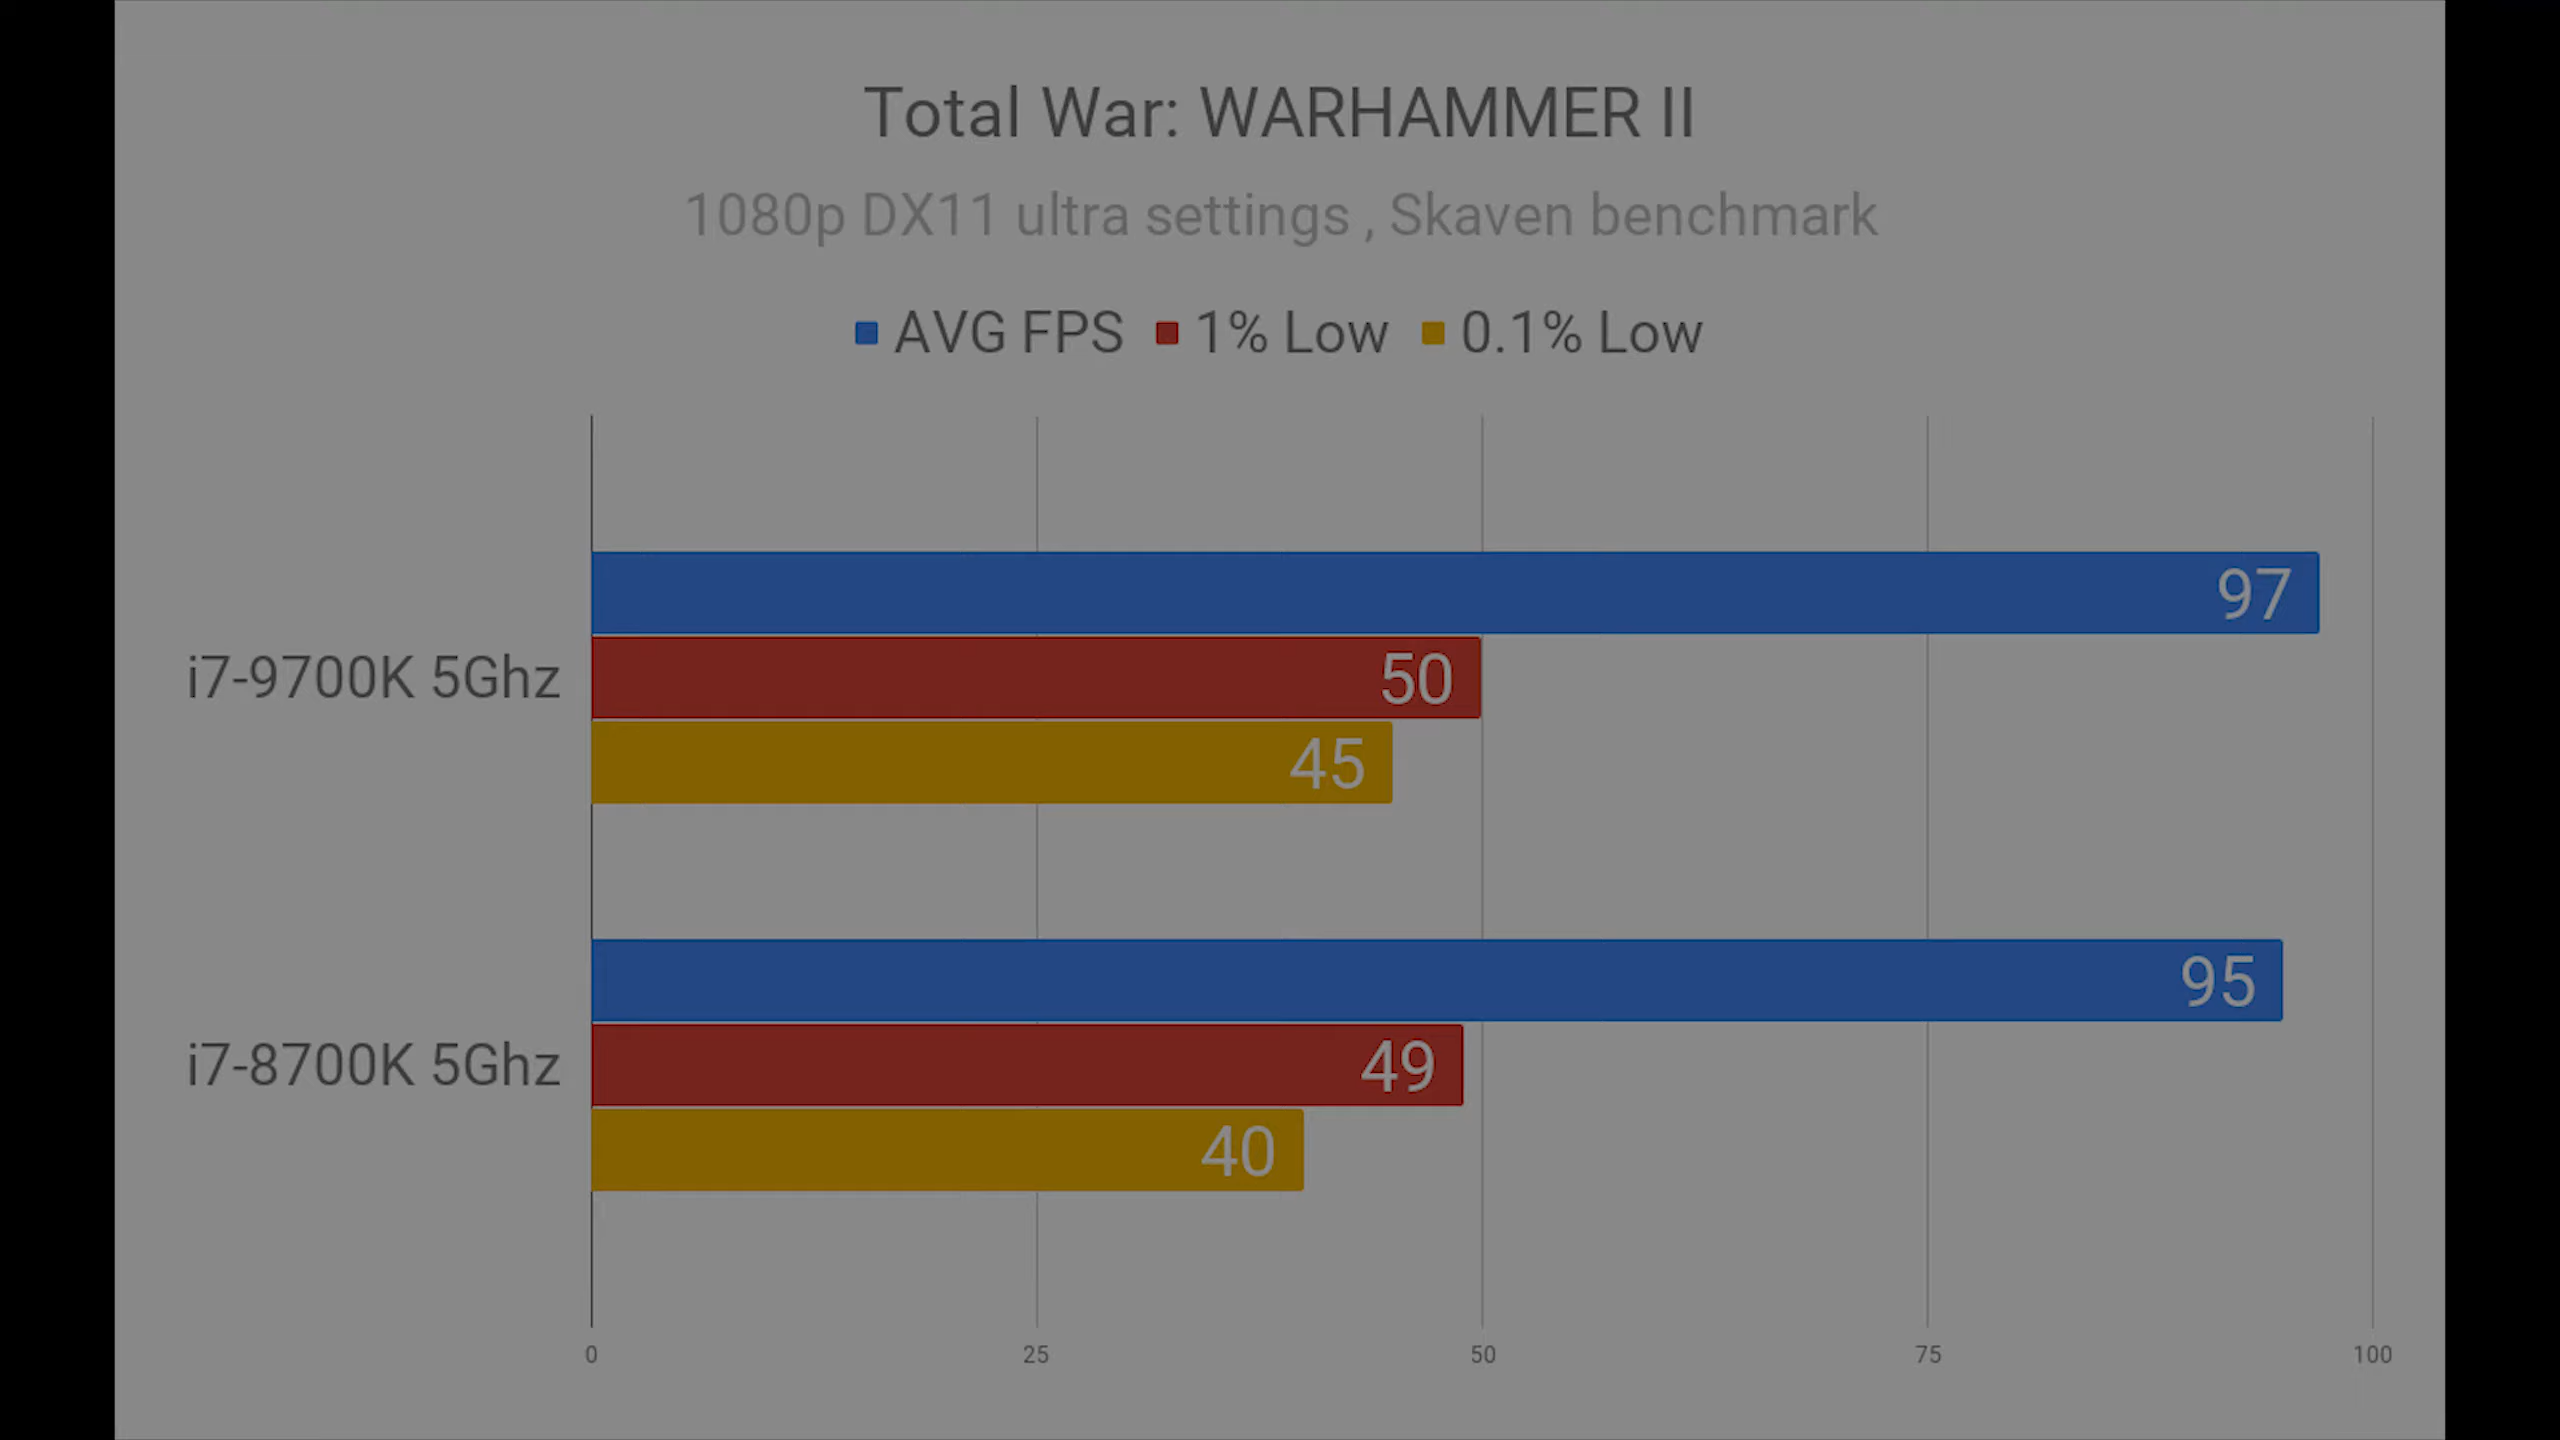 Total War: WARHAMMER II
1080p DX11 ultra settings , Skaven benchmark
AVG FPS 1% Low 0.1% Low
97
i7-9700K 5Ghz 50
45
95
i7-8700K 5Ghz 49
40
0 25 50 75 100